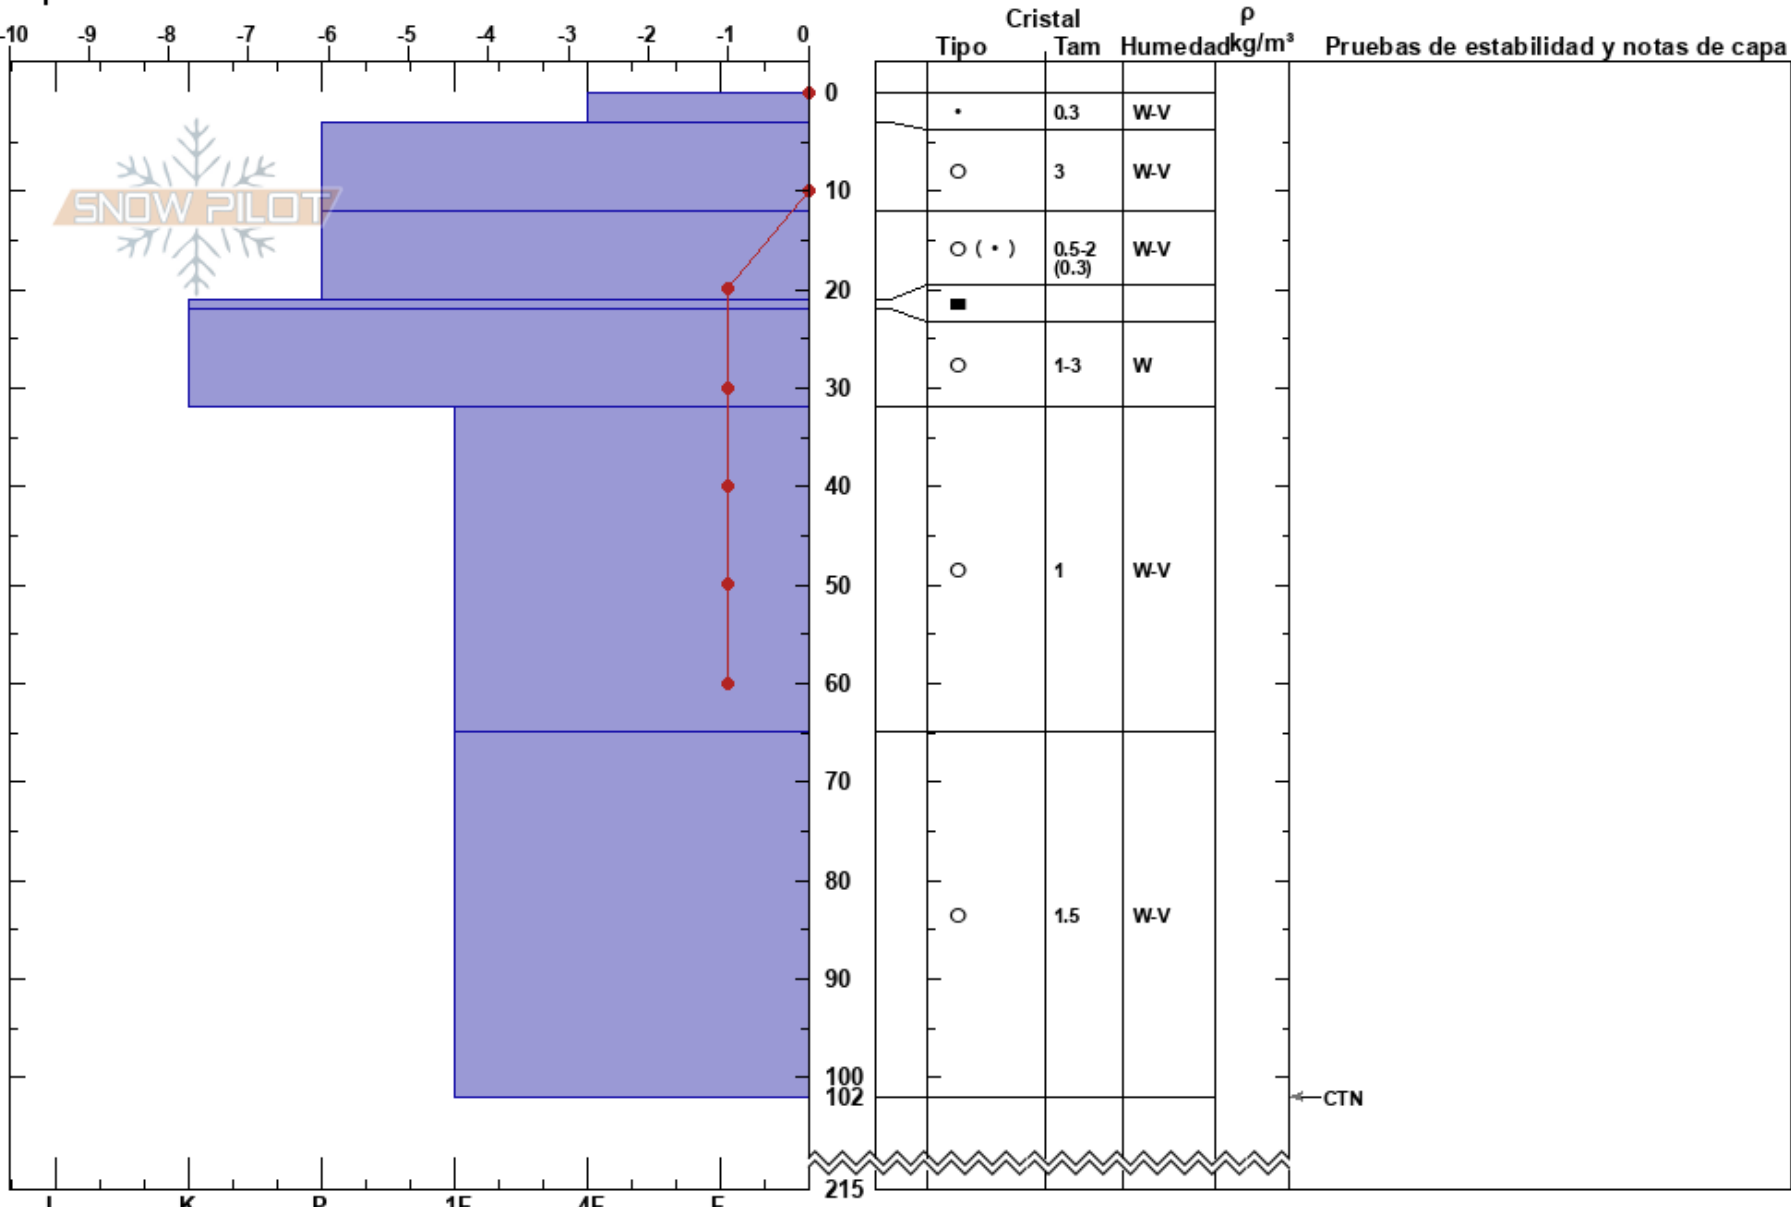 Cristal ρ
-10 -9 -8 -7 -6 -5 -4 -3 -2 -1 0 Tipo Tam Humedad kg/m³ Pruebas de estabilidad y notas de capa
0
0.3 W-V
3 W-V
10
SNOW PILOT
( ) 0.5-2 W-V
(0.3)
20
1-3 W
30
40
1 W-V
50
60
70
80
1.5 W-V
90
100
102 CTN
215
I K P 1F 4F F